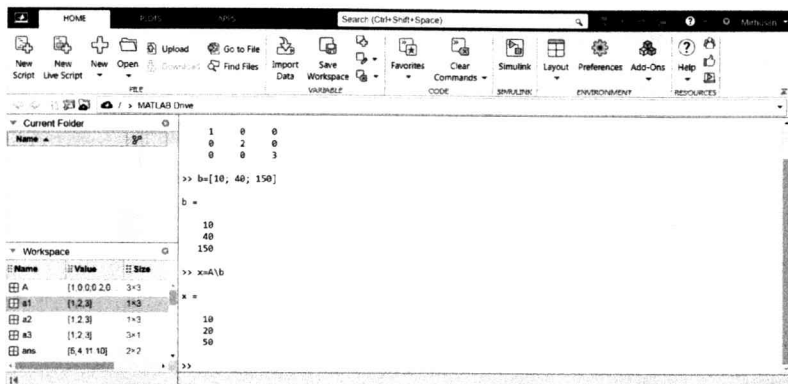 HOME PLOTS APPS Search (Ctrl+Shift+Space)
New Script
New Live Script
New
Open
Upload
Download
Go to File
Find Files
Import Data
Save Workspace
Favorites
Clear Commands
Simulink
Layout
Preferences
Add-Ons
Help
FILE VARIABLE CODE SIMULINK ENVIRONMENT RESOURCES
/ > MATLAB Drive
Current Folder
Name
1 0 0
0 2 0
0 0 3
>> b=[10; 40; 150]
b =
10
40
150
>> x=A\b
x =
10
20
50
>>
Workspace
Name Value Size
A [1,0,0;0,2,0 3×3
a1 [1,2,3] 1×3
a2 [1,2,3] 1×3
a3 [1;2;3] 3×1
ans [5,4;11,10] 2×2